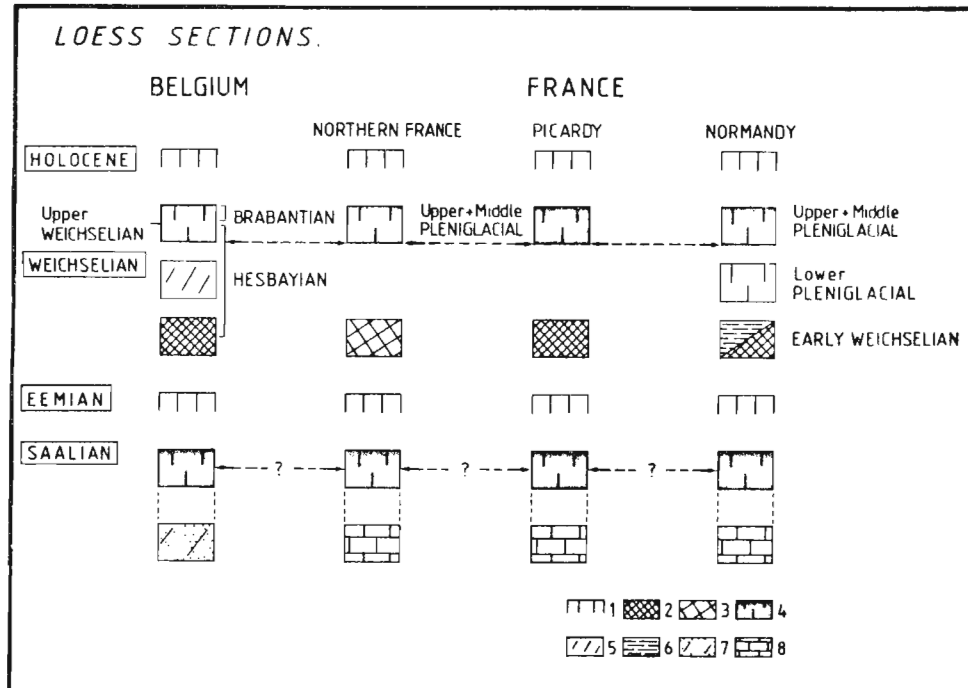 LOESS SECTIONS.
BELGIUM FRANCE
NORTHERN FRANCE PICARDY NORMANDY
HOLOCENE
Upper WEICHSELIAN
BRABANTIAN
Upper+Middle PLENIGLACIAL
Upper + Middle PLENIGLACIAL
WEICHSELIAN
HESBAYIAN
Lower PLENIGLACIAL
EARLY WEICHSELIAN
EEMIAN
SAALIAN
? ? ?
1 2 3 4
5 6 7 8